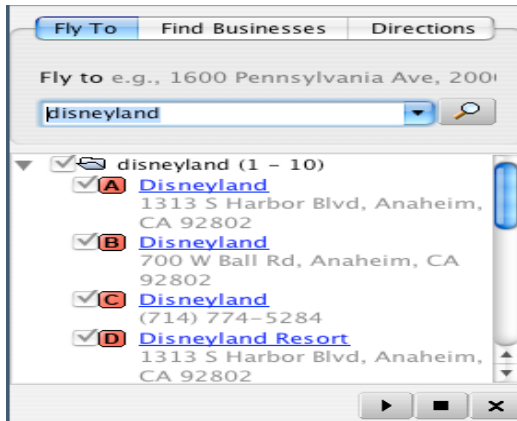 Fly To Find Businesses Directions
Fly to e.g., 1600 Pennsylvania Ave, 200
disneyland
disneyland (1 - 10)
A Disneyland
1313 S Harbor Blvd, Anaheim,
CA 92802
B Disneyland
700 W Ball Rd, Anaheim, CA
92802
C Disneyland
(714) 774-5284
D Disneyland Resort
1313 S Harbor Blvd, Anaheim,
CA 92802